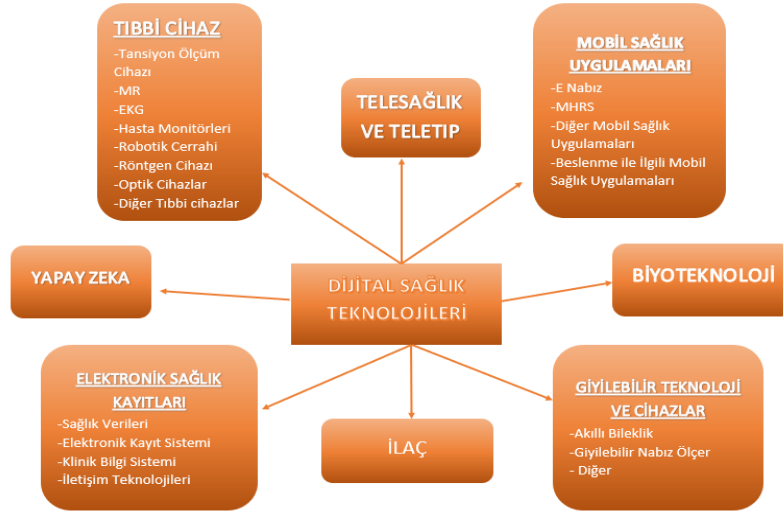 TIBBİ CİHAZ
-Tansiyon Ölçüm
Cihazı
-MR
-EKG
-Hasta Monitörleri
-Robotik Cerrahi
-Röntgen Cihazı
-Optik Cihazlar
-Diğer Tıbbi cihazlar
TELESAĞLIK
VE TELETIP
MOBİL SAĞLIK
UYGULAMALARI
-E Nabız
-MHRS
-Diğer Mobil Sağlık
Uygulamaları
-Beslenme ile İlgili Mobil
Sağlık Uygulamaları
YAPAY ZEKA
DİJİTAL SAĞLIK
TEKNOLOJİLERİ
BİYOTEKNOLOJİ
ELEKTRONİK SAĞLIK
KAYITLARI
-Sağlık Verileri
-Elektronik Kayıt Sistemi
-Klinik Bilgi Sistemi
-İletişim Teknolojileri
İLAÇ
GİYİLEBİLİR TEKNOLOJİ
VE CİHAZLAR
-Akıllı Bileklik
-Giyilebilir Nabız Ölçer
- Diğer